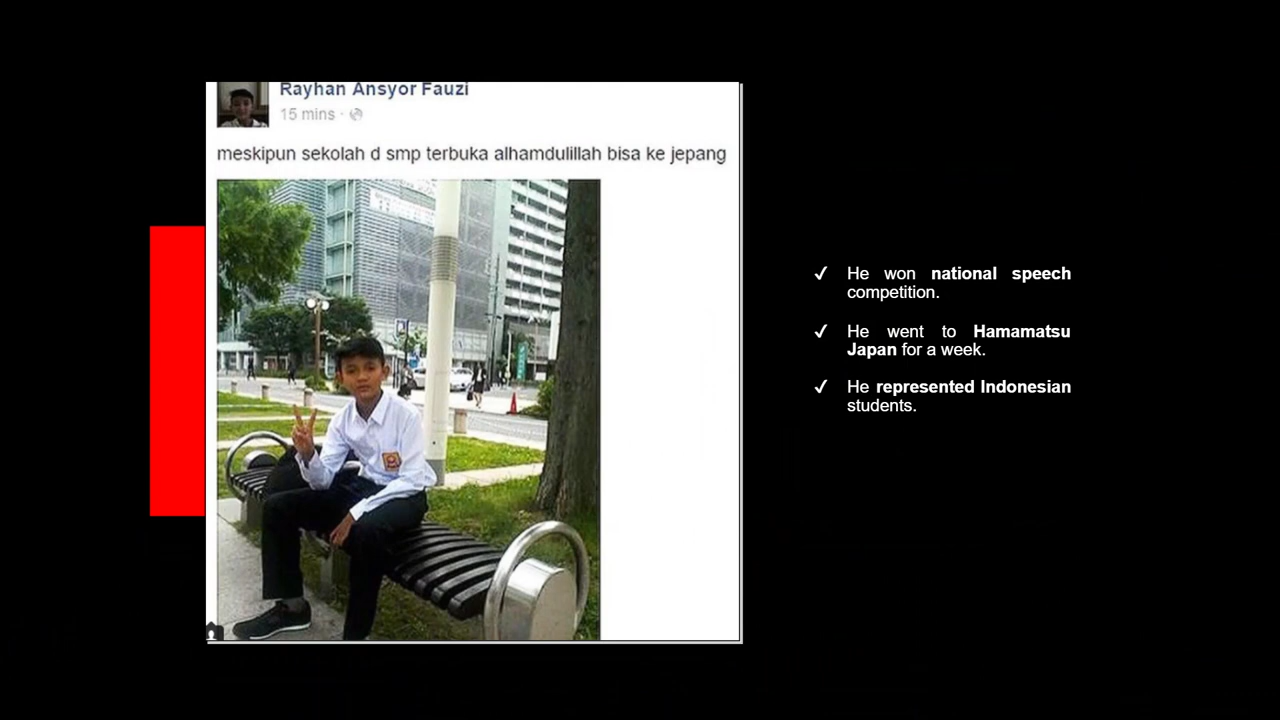 Rayhan Ansyor Fauzi
15 mins ·
meskipun sekolah d smp terbuka alhamdulillah bisa ke jepang
✓ He won national speech
competition.
✓ He went to Hamamatsu
Japan for a week.
✓ He represented Indonesian
students.